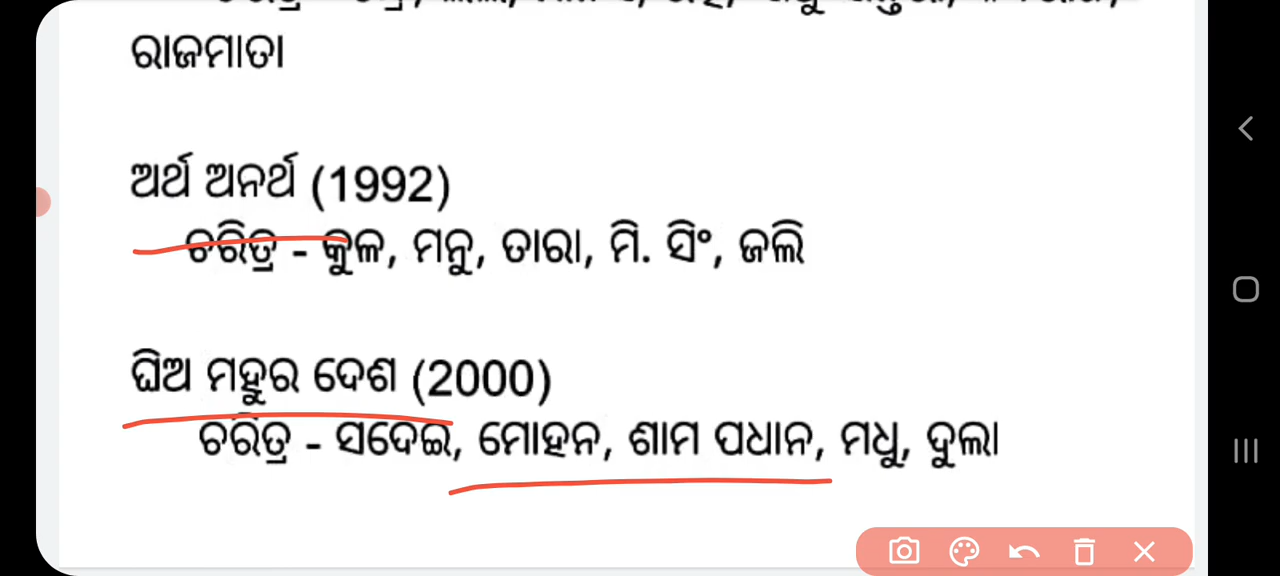 ରାଜମାତା
ଅର୍ଥ ଅନର୍ଥ (1992)
ଚରିତ୍ର - କୁଳ, ମନୁ, ତାରା, ମି. ସିଂ, ଜଲି
ଘିଅ ମହୁର ଦେଶ (2000)
ଚରିତ୍ର - ସଦେଇ, ମୋହନ, ଶାମ ପଧାନ, ମଧୁ, ଦୁଲା